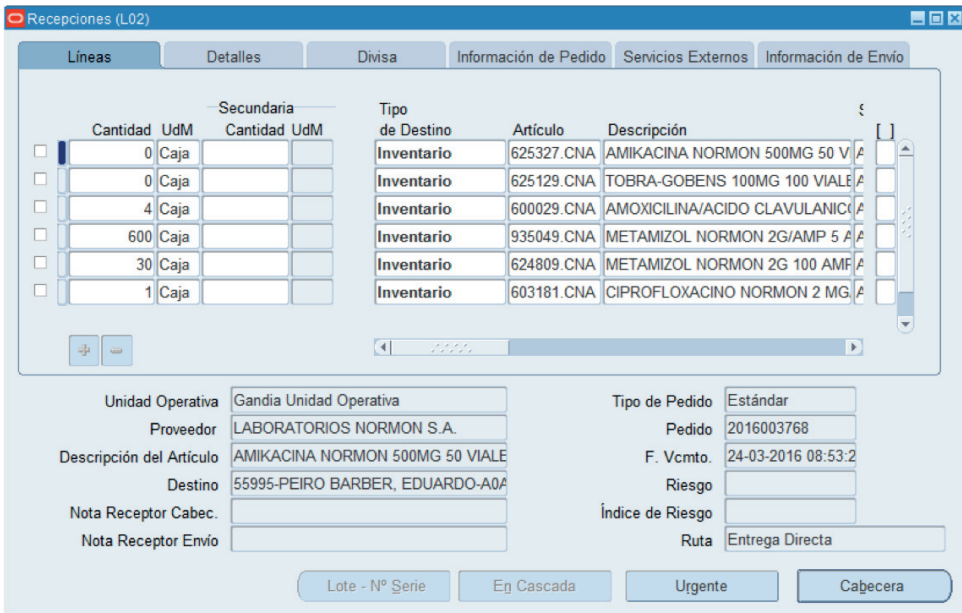 Recepciones (L02)
Líneas Detalles Divisa Información de Pedido Servicios Externos Información de Envío
Secundaria Tipo
Cantidad UdM Cantidad UdM de Destino Artículo Descripción [ ]
0 Caja Inventario 625327.CNA AMIKACINA NORMON 500MG 50 VI A
0 Caja Inventario 625129.CNA TOBRA-GOBENS 100MG 100 VIALE A
4 Caja Inventario 600029.CNA AMOXICILINA/ACIDO CLAVULANIC A
600 Caja Inventario 935049.CNA METAMIZOL NORMON 2G/AMP 5 A A
30 Caja Inventario 624809.CNA METAMIZOL NORMON 2G 100 AMP A
1 Caja Inventario 603181.CNA CIPROFLOXACINO NORMON 2 MG A
Unidad Operativa Gandia Unidad Operativa Tipo de Pedido Estándar
Proveedor LABORATORIOS NORMON S.A. Pedido 2016003768
Descripción del Artículo AMIKACINA NORMON 500MG 50 VIALE F. Vcmto. 24-03-2016 08:53:2
Destino 55995-PEIRO BARBER, EDUARDO-A0A Riesgo
Nota Receptor Cabec. Índice de Riesgo
Nota Receptor Envío Ruta Entrega Directa
Lote - Nº Serie En Cascada Urgente Cabecera